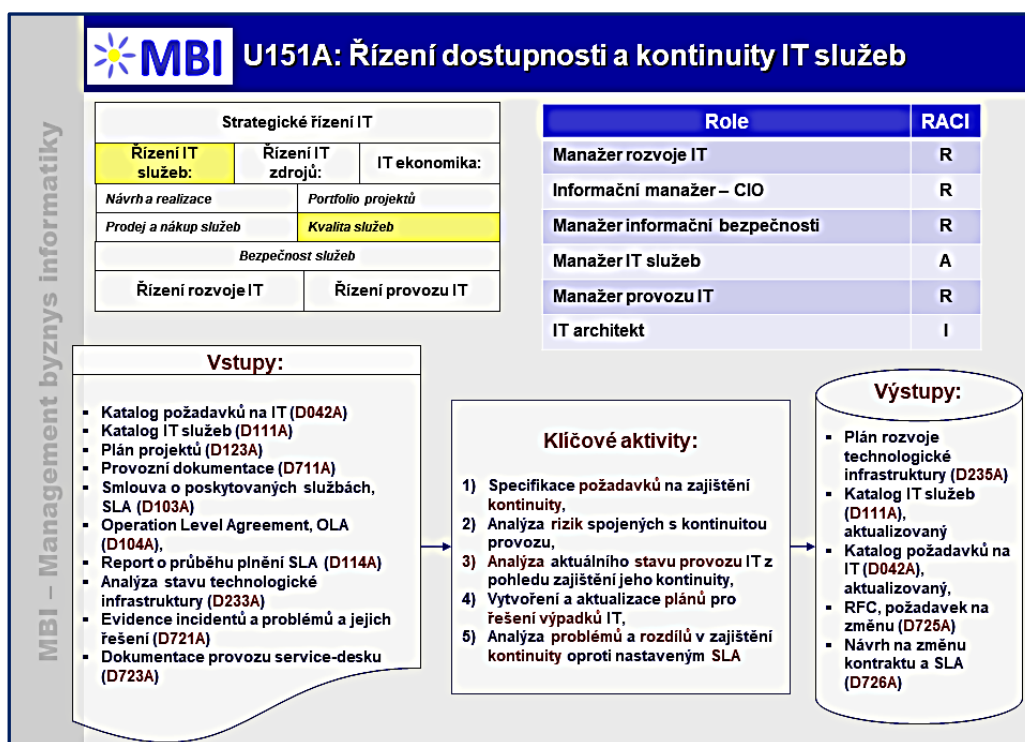 MBI – Management byznys informatiky
MBI
U151A: Řízení dostupnosti a kontinuity IT služeb
Strategické řízení IT
Řízení IT
služeb:
Řízení IT
zdrojů:
IT ekonomika:
Návrh a realizace
Portfolio projektů
Prodej a nákup služeb
Kvalita služeb
Bezpečnost služeb
Řízení rozvoje IT
Řízení provozu IT
Role RACI
Manažer rozvoje IT R
Informační manažer – CIO R
Manažer informační bezpečnosti R
Manažer IT služeb A
Manažer provozu IT R
IT architekt I
Vstupy:
▪ Katalog požadavků na IT (D042A)
▪ Katalog IT služeb (D111A)
▪ Plán projektů (D123A)
▪ Provozní dokumentace (D711A)
▪ Smlouva o poskytovaných službách,
SLA (D103A)
▪ Operation Level Agreement, OLA
(D104A),
▪ Report o průběhu plnění SLA (D114A)
▪ Analýza stavu technologické
infrastruktury (D233A)
▪ Evidence incidentů a problémů a jejich
řešení (D721A)
▪ Dokumentace provozu service-desku
(D723A)
Klíčové aktivity:
1) Specifikace požadavků na zajištění
kontinuity,
2) Analýza rizik spojených s kontinuitou
provozu,
3) Analýza aktuálního stavu provozu IT z
pohledu zajištění jeho kontinuity,
4) Vytvoření a aktualizace plánů pro
řešení výpadků IT,
5) Analýza problémů a rozdílů v zajištění
kontinuity oproti nastaveným SLA
Výstupy:
▪ Plán rozvoje
technologické
infrastruktury (D235A)
▪ Katalog IT služeb
(D111A),
aktualizovaný
▪ Katalog požadavků na
IT (D042A),
aktualizovaný,
▪ RFC, požadavek na
změnu (D725A)
▪ Návrh na změnu
kontraktu a SLA
(D726A)